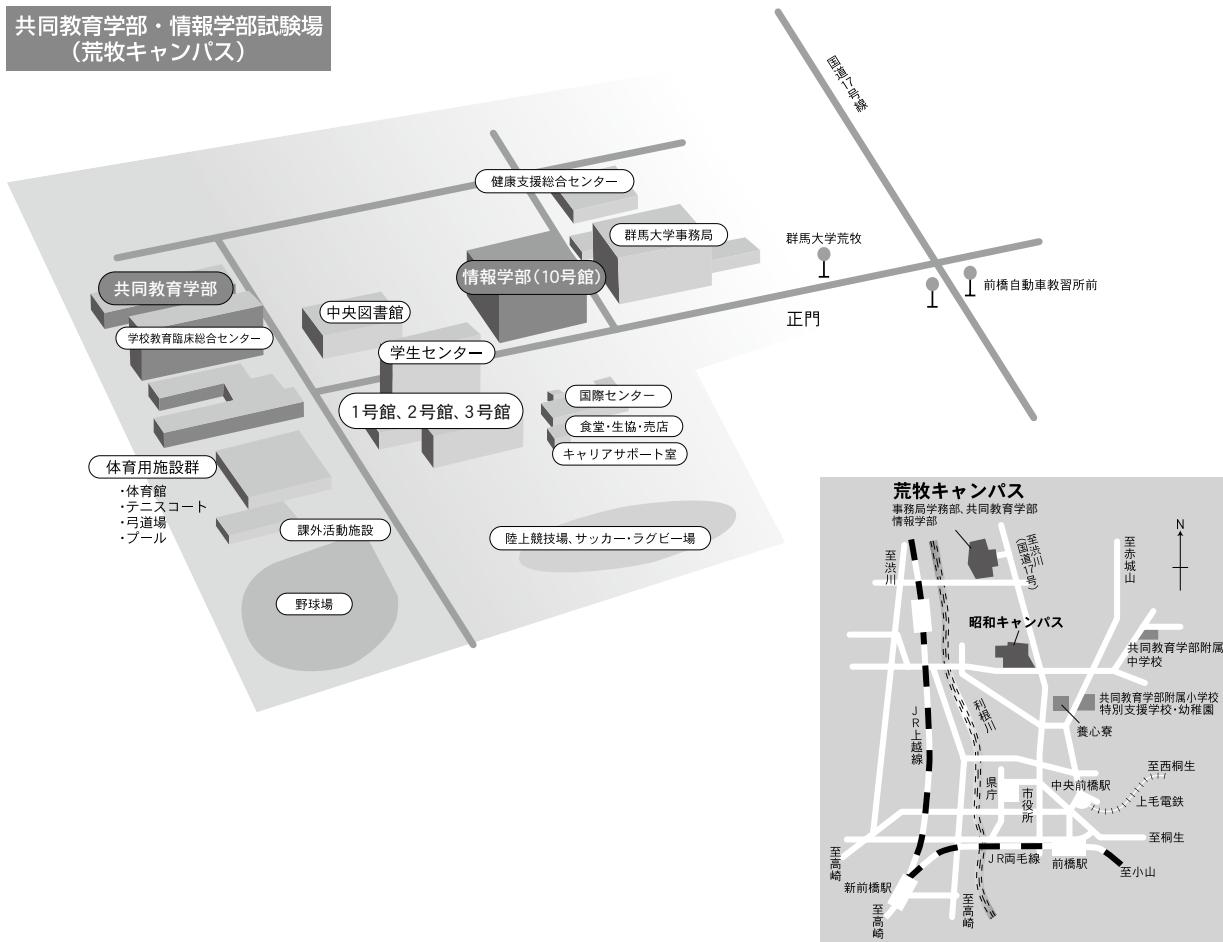 共同教育学部・情報学部試験場
（荒牧キャンパス）
国道17号線
健康支援総合センター
群馬大学事務局
群馬大学荒牧
情報学部（10号館）
共同教育学部
前橋自動車教習所前
中央図書館
正門
学校教育臨床総合センター
学生センター
国際センター
1号館、2号館、3号館
食堂・生協・売店
キャリアサポート室
体育用施設群
・体育館
・テニスコート
・弓道場
・プール
課外活動施設
陸上競技場、サッカー・ラグビー場
野球場
荒牧キャンパス
事務局学務部、共同教育学部
情報学部
N
至渋川
至渋川
（国道17号）
至赤城山
昭和キャンパス
共同教育学部附属
中学校
共同教育学部附属小学校
特別支援学校・幼稚園
利根川
JR上越線
養心寮
至西桐生
県庁
市役所
中央前橋駅
上毛電鉄
至桐生
至高崎
JR両毛線
前橋駅
至小山
新前橋駅
至高崎
至高崎